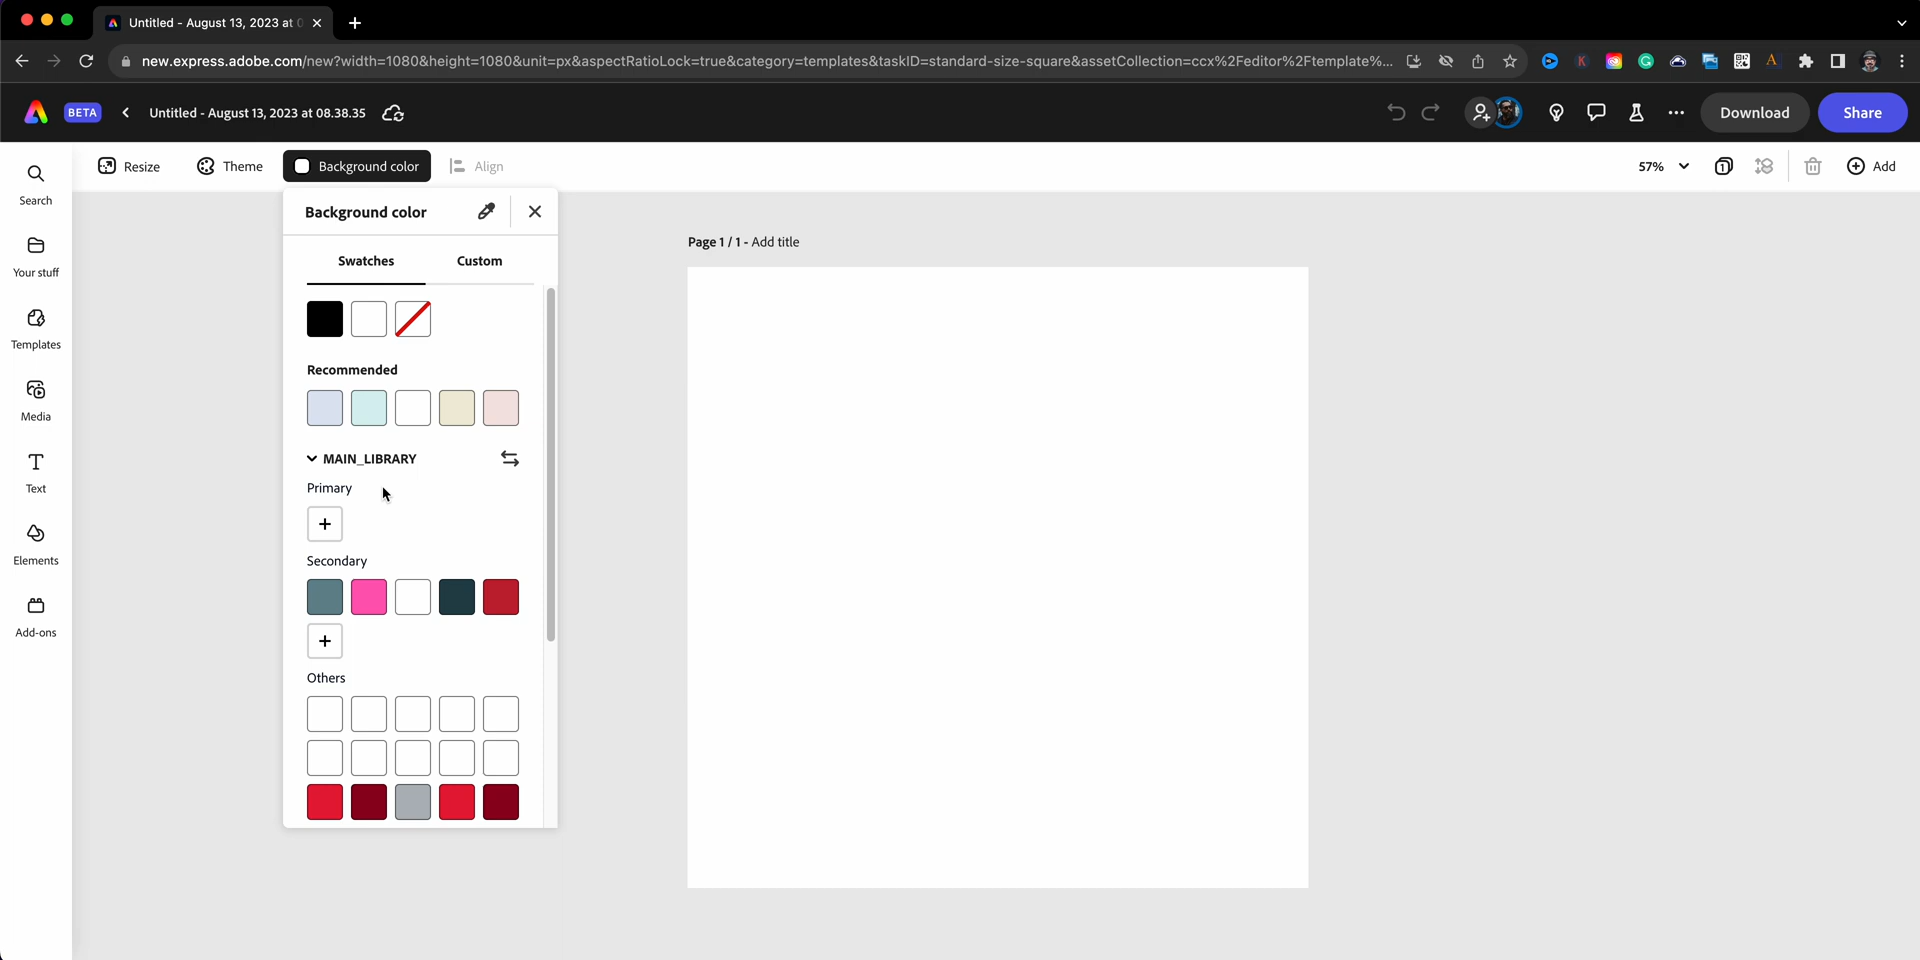 Untitled - August 13, 2023 at 0
new.express.adobe.com/new?width=1080&height=1080&unit=px&aspectRatioLock=true&category=templates&taskID=standard-size-square&assetCollection=ccx%2Feditor%2Ftemplate%...
BETA
Untitled - August 13, 2023 at 08.38.35
Download
Share
Resize
Theme
Background color
Align
57%
1
Add
Search
Your stuff
Templates
Media
Text
Elements
Add-ons
Background color
Swatches
Custom
Recommended
MAIN_LIBRARY
Primary
Secondary
Others
Page 1 / 1 - Add title